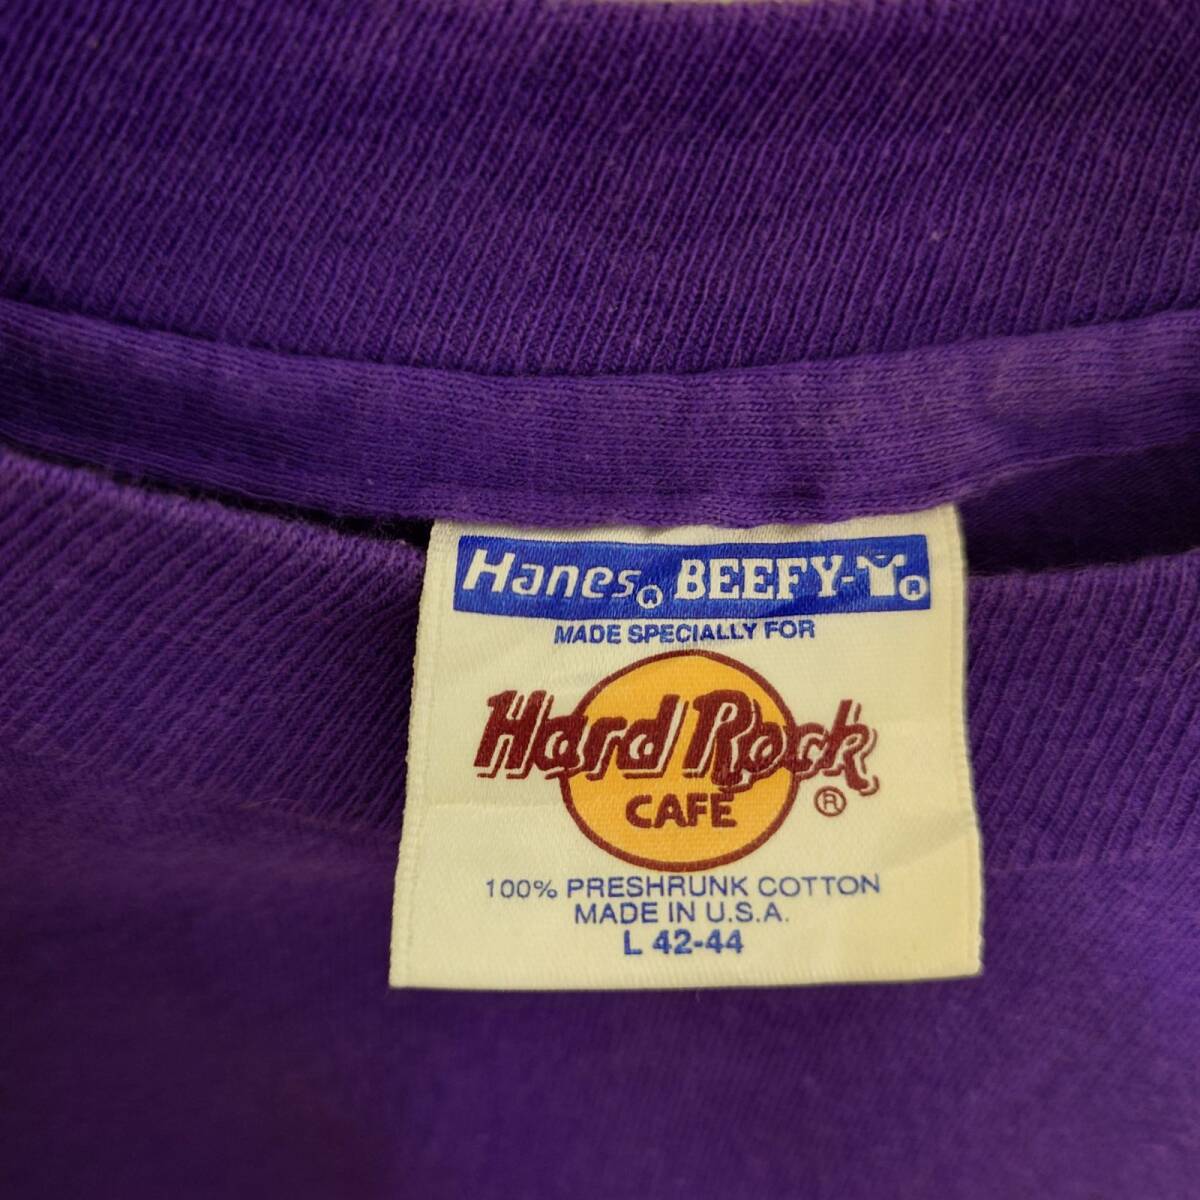 Hanes® BEEFY-T®
MADE SPECIALLY FOR
Hard Rock
CAFE ®
100% PRESHRUNK COTTON
MADE IN U.S.A.
L 42-44